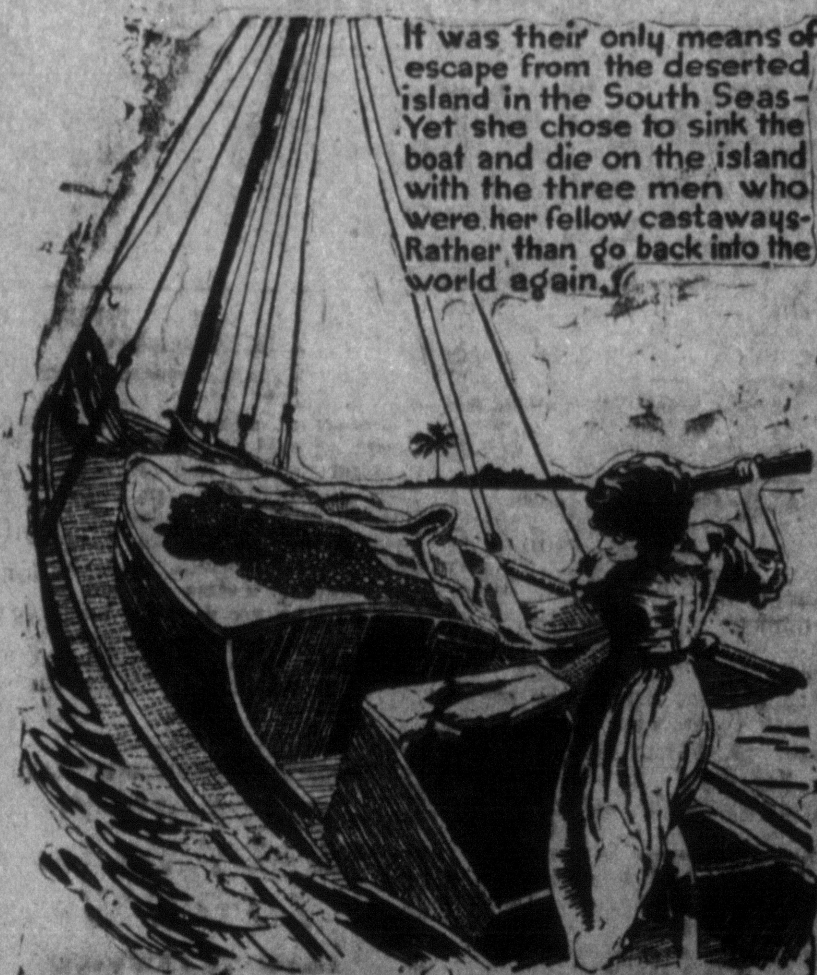 It was their only means of
escape from the deserted
island in the South Seas-
Yet she chose to sink the
boat and die on the island
with the three men who
were her fellow castaways-
Rather than go back into the
world again.